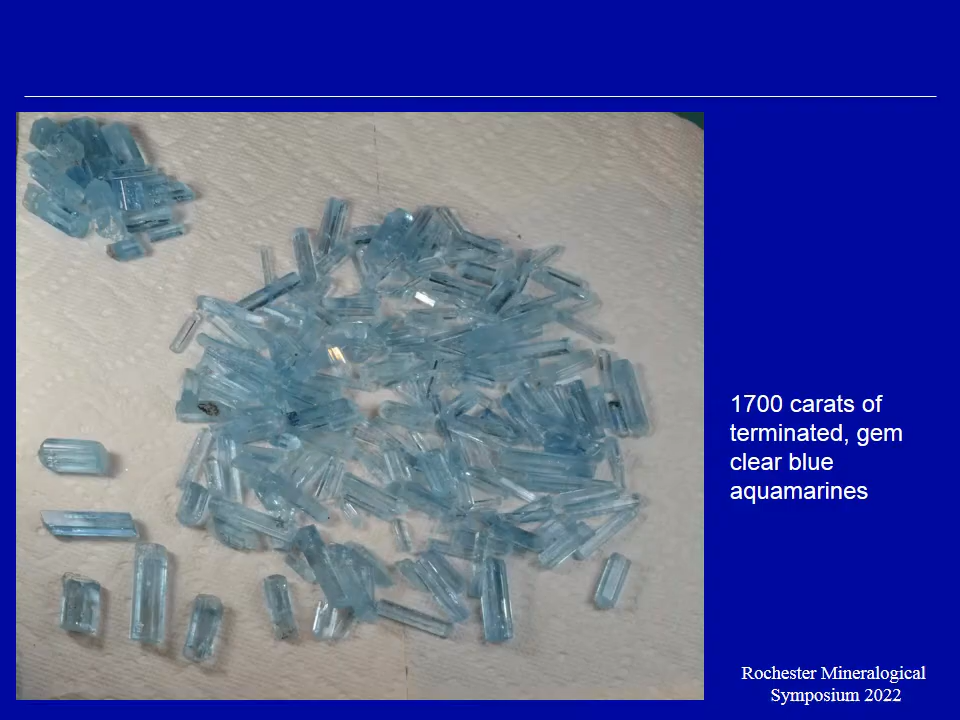 1700 carats of
terminated, gem
clear blue
aquamarines
Rochester Mineralogical
Symposium 2022